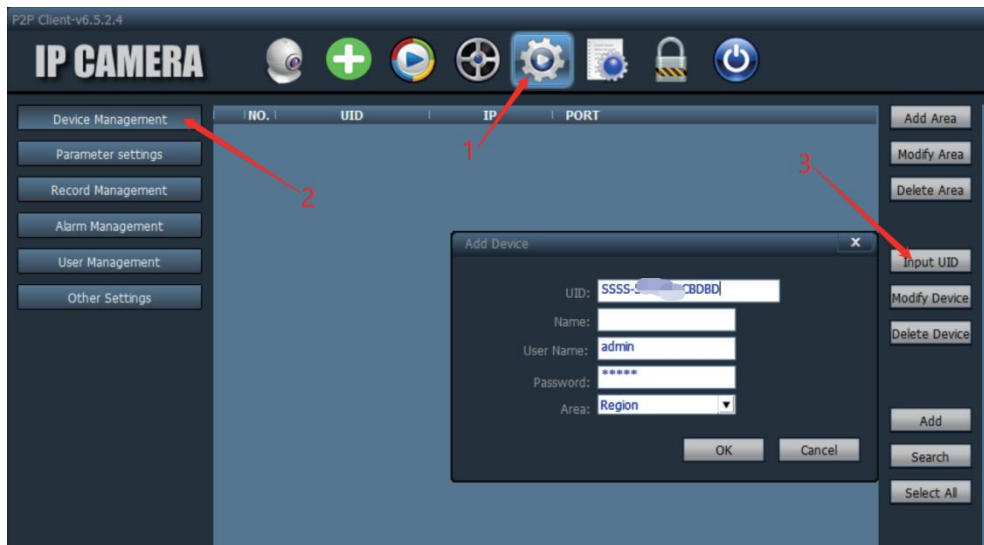 P2P Client-v6.5.2.4
IP CAMERA
1
Device Management
NO. UID IP PORT
Add Area
Parameter settings
Modify Area
Record Management
2
3
Delete Area
Alarm Management
User Management
Input UID
Other Settings
Modify Device
Delete Device
Add Device X
UID: SSSS- CBDBD
Name:
User Name: admin
Password: *****
Area: Region
OK Cancel
Add
Search
Select All